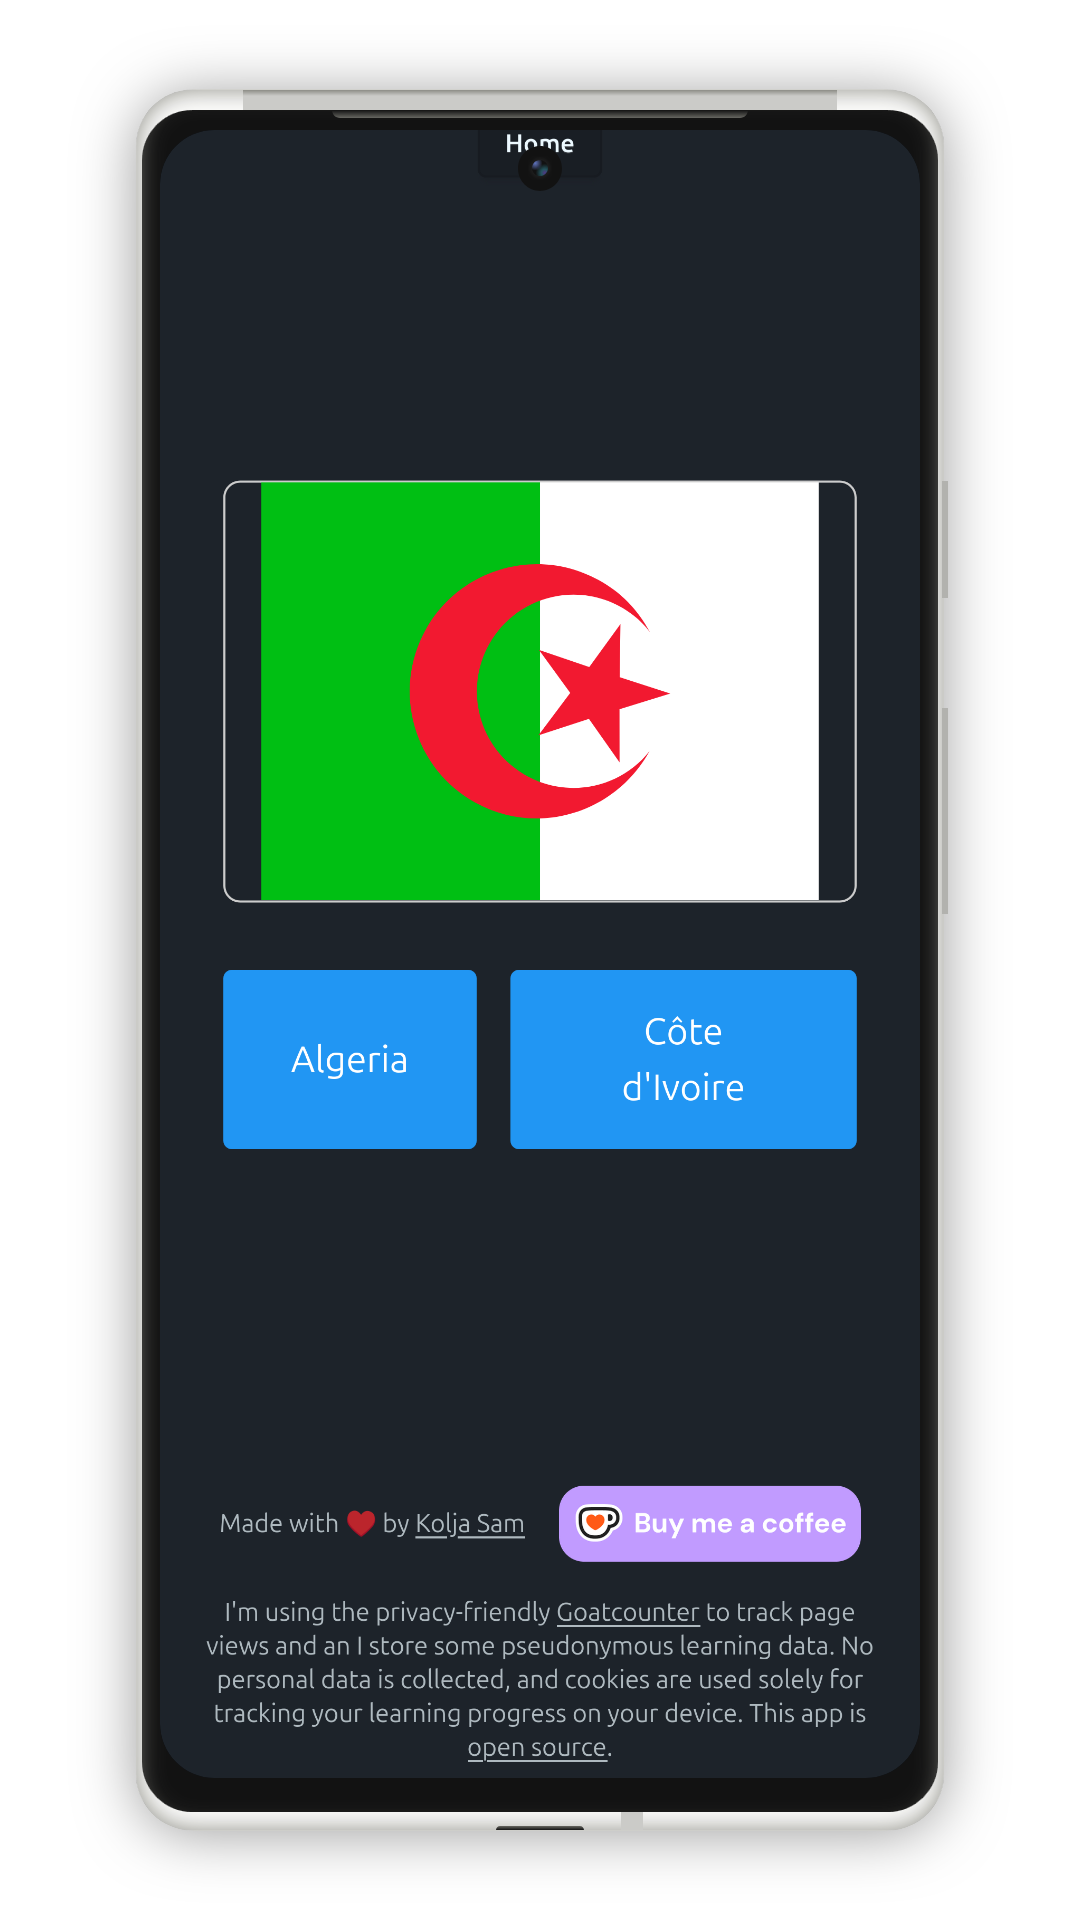 Home
Algeria
Côte
d'Ivoire
Made with ❤ by Kolja Sam
Buy me a coffee
I'm using the privacy-friendly Goatcounter to track page
views and an I store some pseudonymous learning data. No
personal data is collected, and cookies are used solely for
tracking your learning progress on your device. This app is
open source.